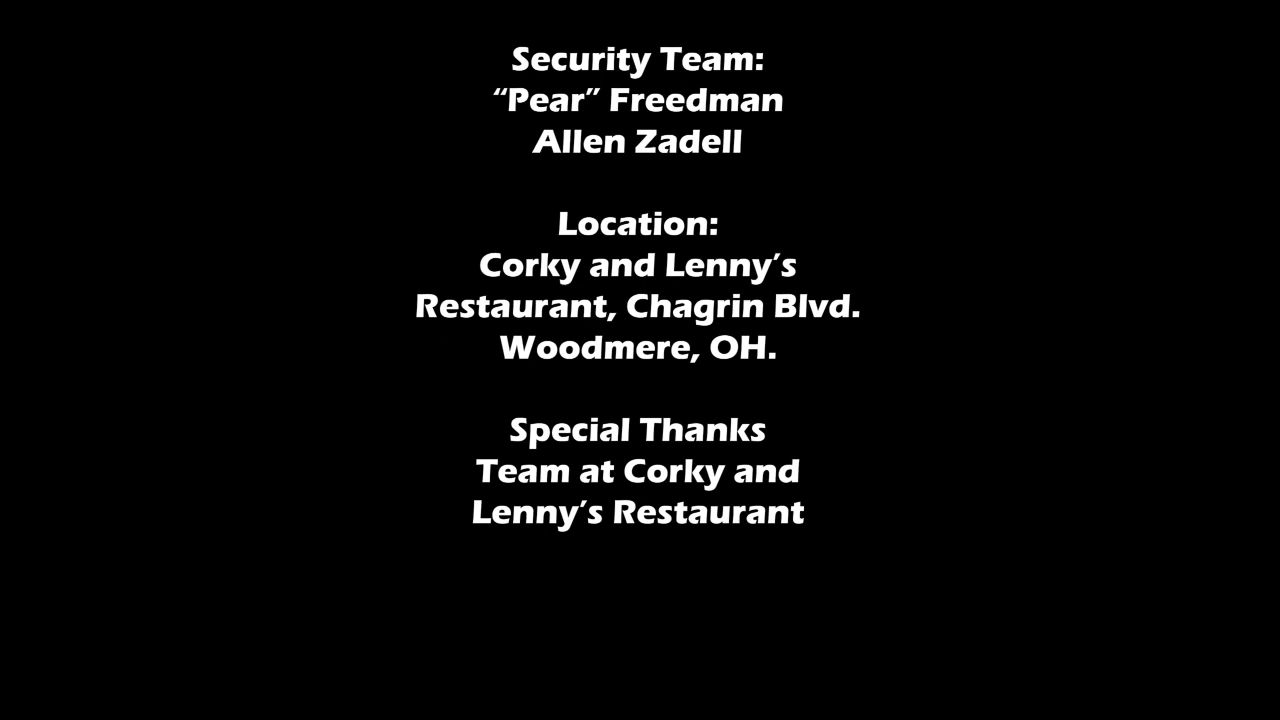 Security Team:
“Pear” Freedman
Allen Zadell
Location:
Corky and Lenny’s
Restaurant, Chagrin Blvd.
Woodmere, OH.
Special Thanks
Team at Corky and
Lenny’s Restaurant